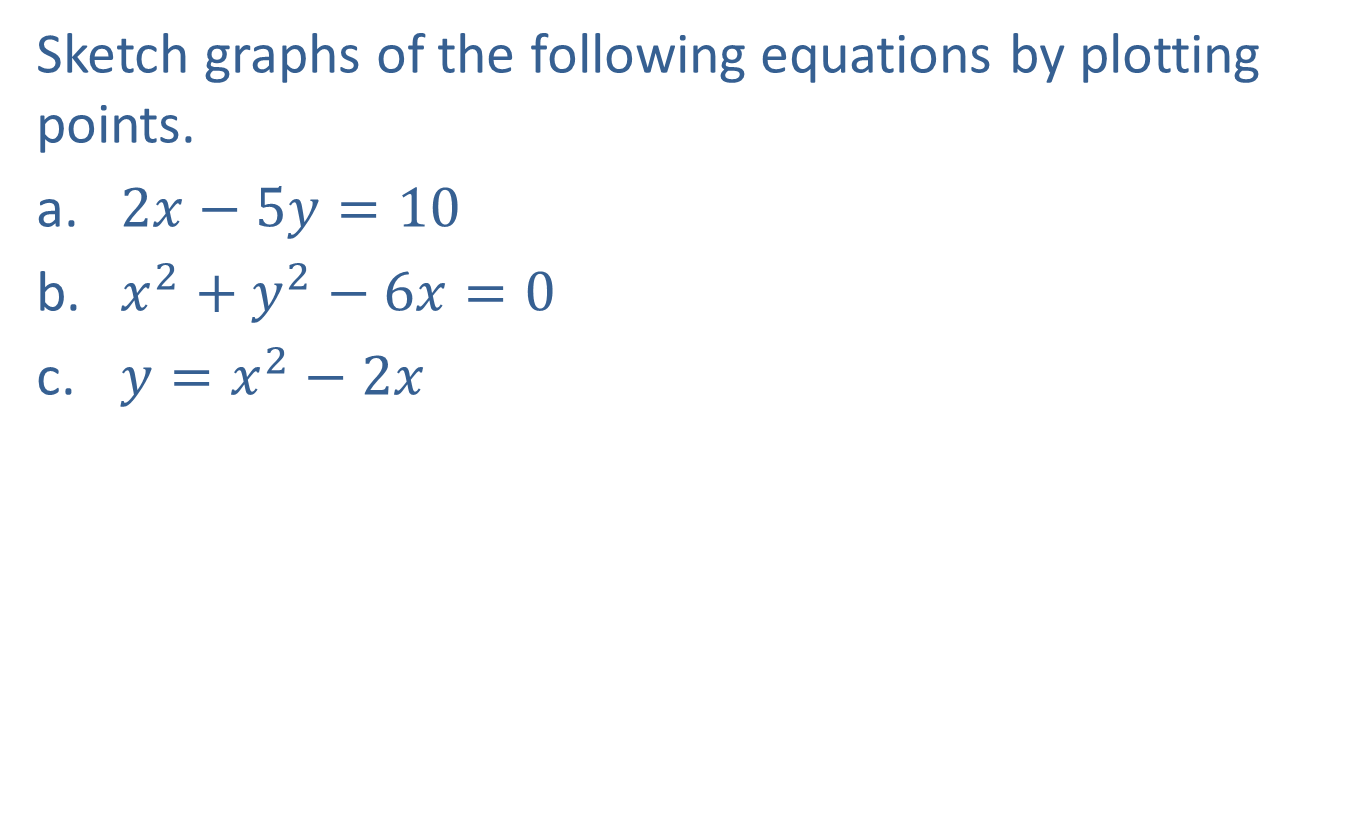 Sketch graphs of the following equations by plotting
points.
a. 2x − 5y = 10
b. x² + y² − 6x = 0
c. y = x² − 2x